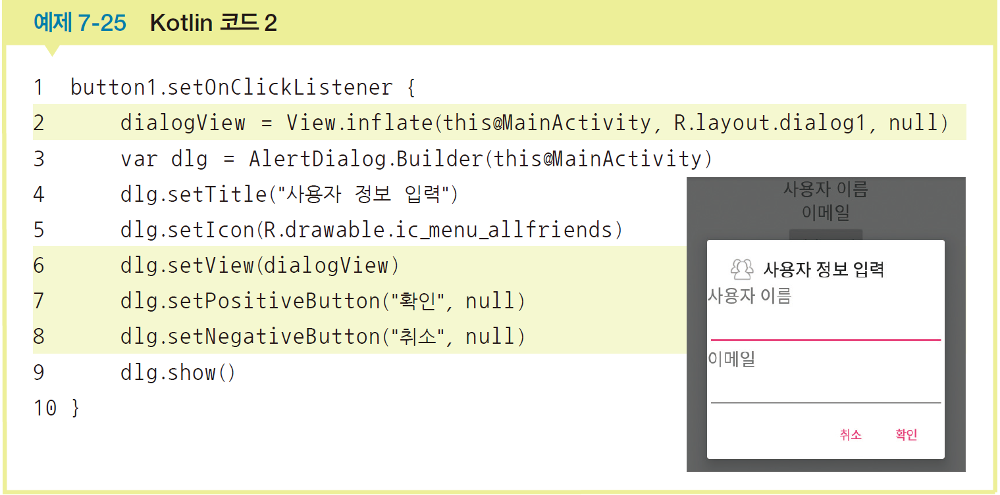 예제 7-25 Kotlin 코드 2
1 button1.setOnClickListener {
2 dialogView = View.inflate(this@MainActivity, R.layout.dialog1, null)
3 var dlg = AlertDialog.Builder(this@MainActivity)
4 dlg.setTitle("사용자 정보 입력")
5 dlg.setIcon(R.drawable.ic_menu_allfriends)
6 dlg.setView(dialogView)
7 dlg.setPositiveButton("확인", null)
8 dlg.setNegativeButton("취소", null)
9 dlg.show()
10 }
사용자 이름
이메일
사용자 정보 입력
사용자 이름
이메일
취소 확인